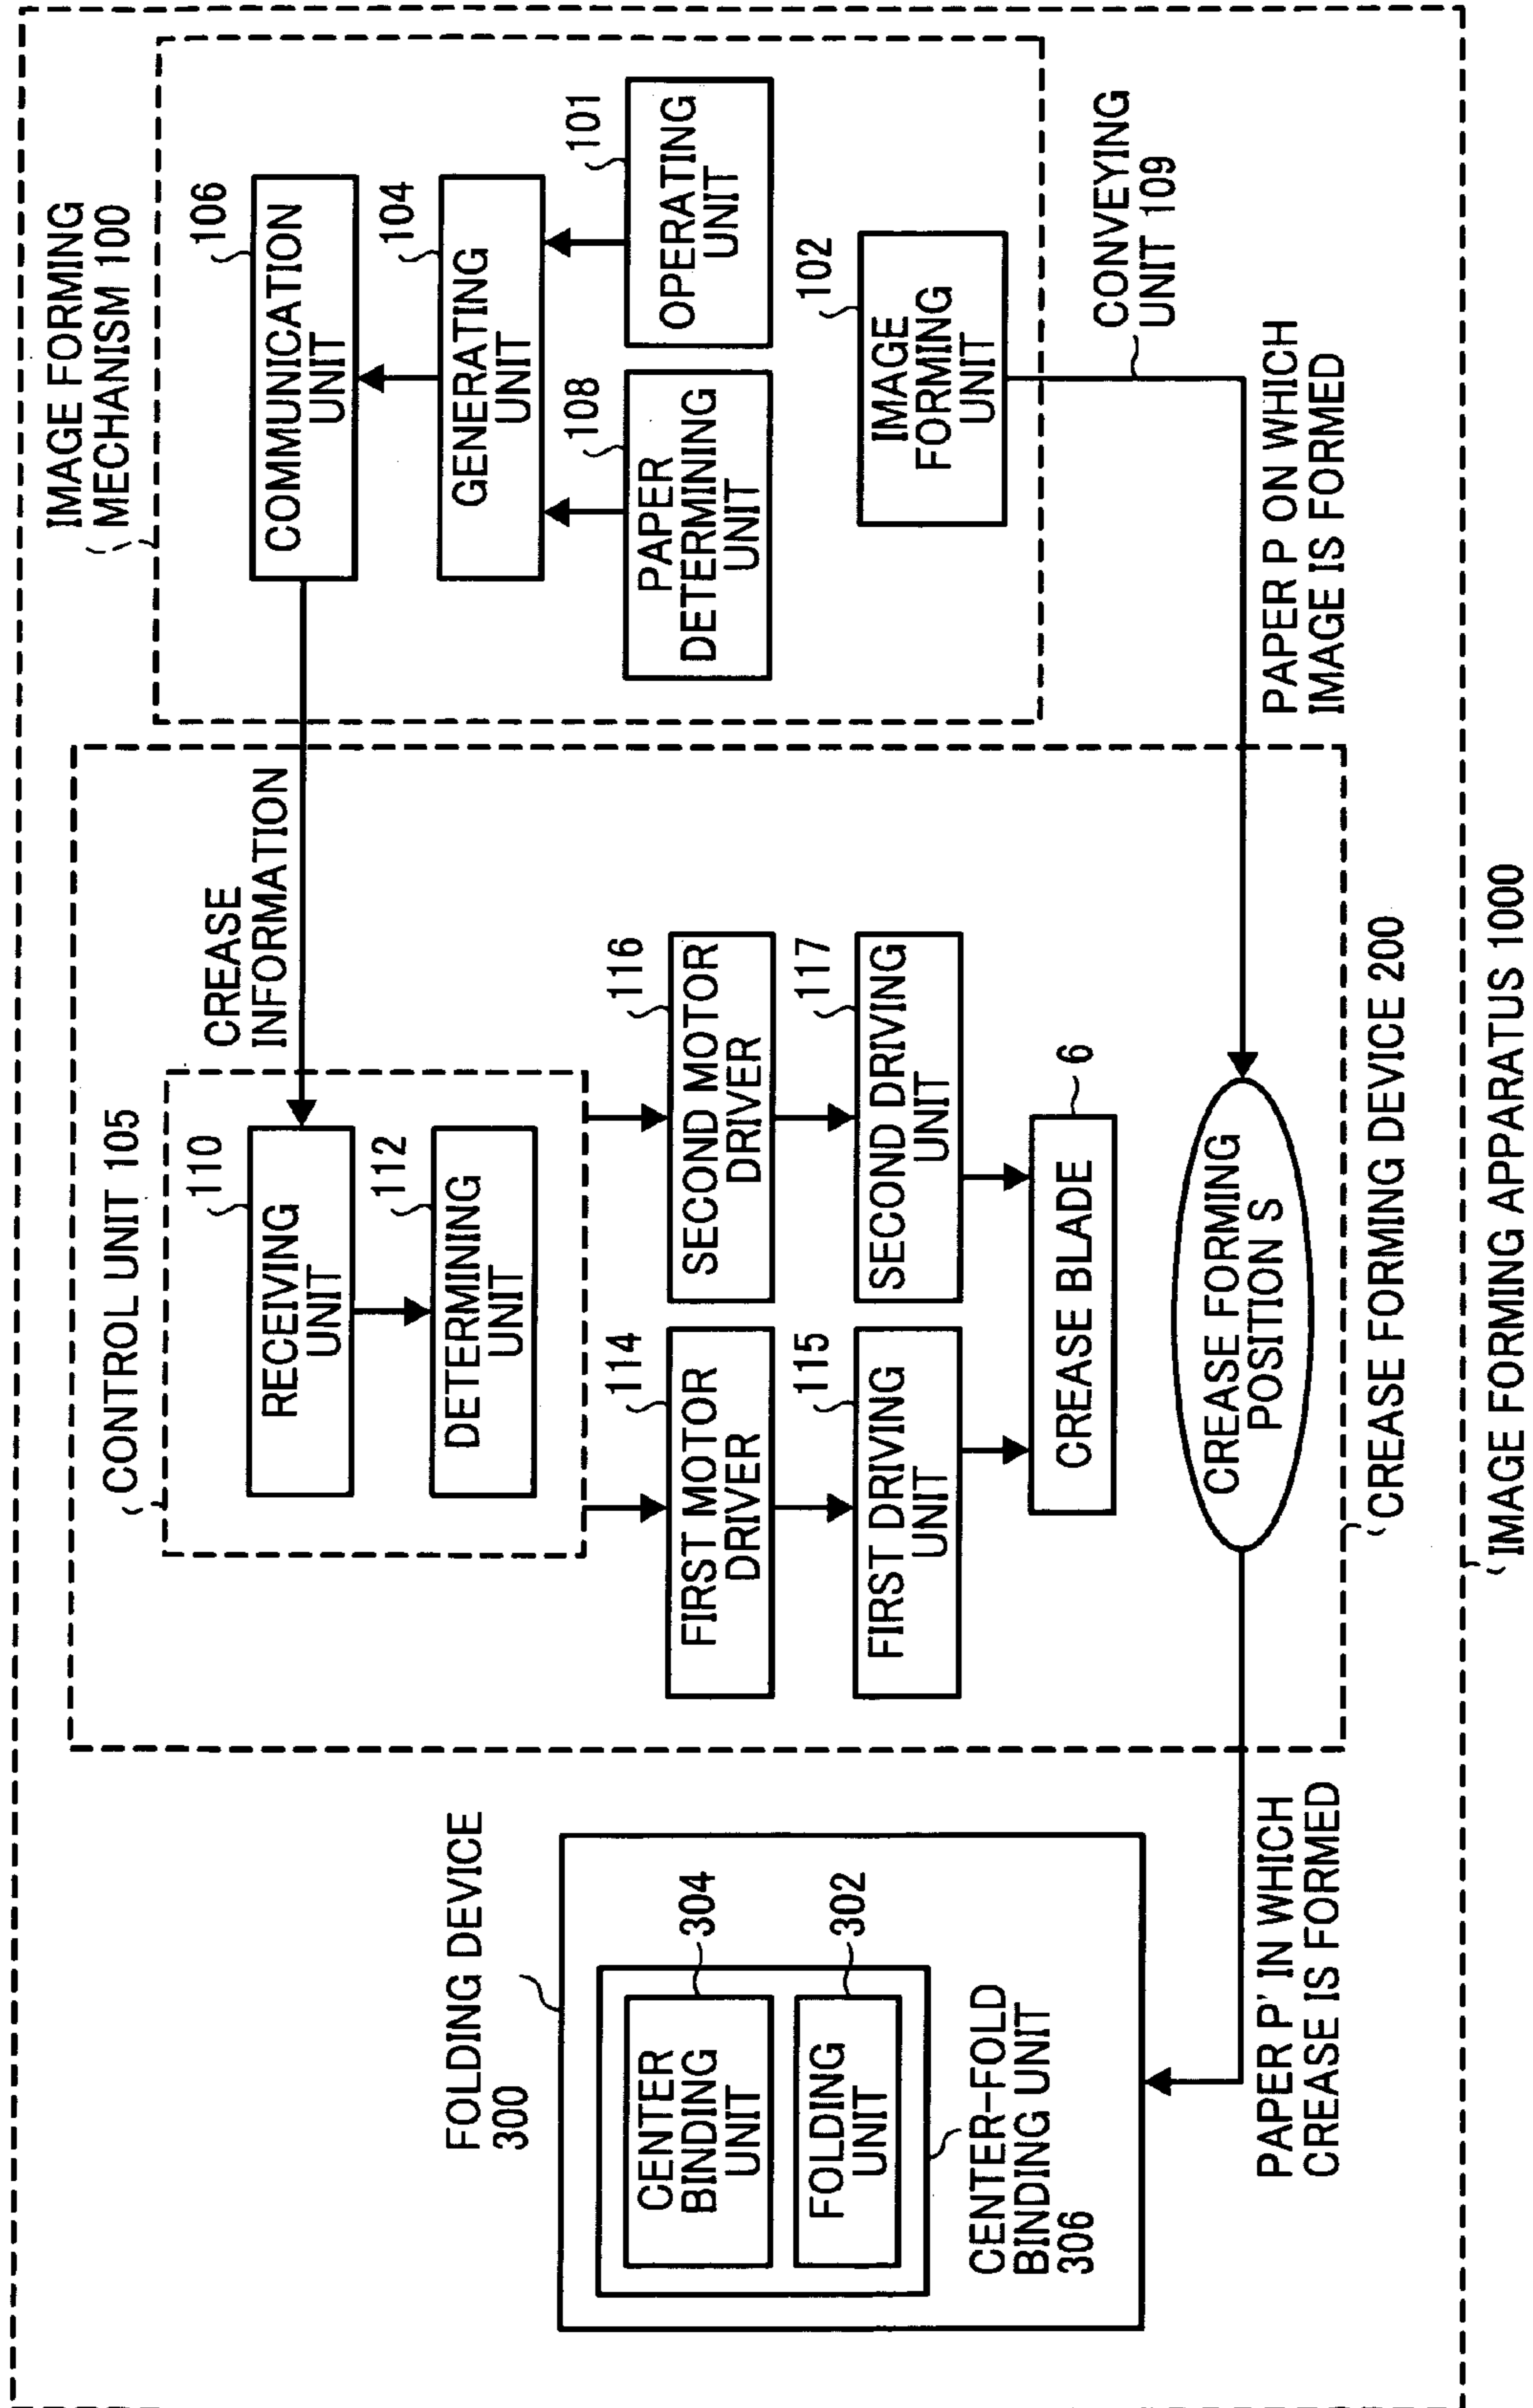 FOLDING DEVICE
300
304
CENTER
BINDING
UNIT
302
FOLDING
UNIT
CENTER-FOLD
BINDING UNIT
306
PAPER P' IN WHICH
CREASE IS FORMED
CONTROL UNIT 105
110
RECEIVING
UNIT
112
DETERMINING
UNIT
CREASE
INFORMATION
114
FIRST MOTOR
DRIVER
116
SECOND MOTOR
DRIVER
115
FIRST DRIVING
UNIT
117
SECOND DRIVING
UNIT
6
CREASE BLADE
CREASE FORMING
POSITION S
CREASE FORMING DEVICE 200
IMAGE FORMING
MECHANISM 100
106
COMMUNICATION
UNIT
104
GENERATING
UNIT
108
PAPER
DETERMINING
UNIT
101
OPERATING
UNIT
102
IMAGE
FORMING
UNIT
CONVEYING
UNIT 109
PAPER P ON WHICH
IMAGE IS FORMED
IMAGE FORMING APPARATUS 1000